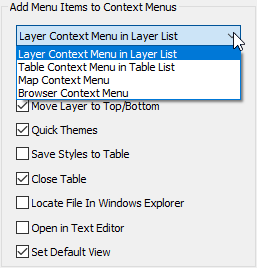 Add Menu Items to Context Menus
Layer Context Menu in Layer List
Layer Context Menu in Layer List
Table Context Menu in Table List
Map Context Menu
Browser Context Menu
Move Layer to Top/Bottom
Quick Themes
Save Styles to Table
Close Table
Locate File In Windows Explorer
Open in Text Editor
Set Default View